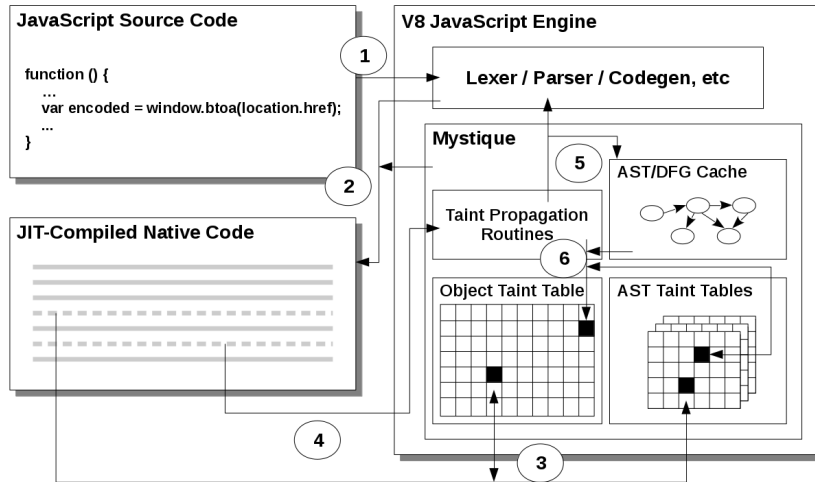 JavaScript Source Code
function () {
...
var encoded = window.btoa(location.href);
...
}
1
V8 JavaScript Engine
Lexer / Parser / Codegen, etc
2
Mystique
5
AST/DFG Cache
JIT-Compiled Native Code
Taint Propagation
Routines
6
Object Taint Table
AST Taint Tables
4
3